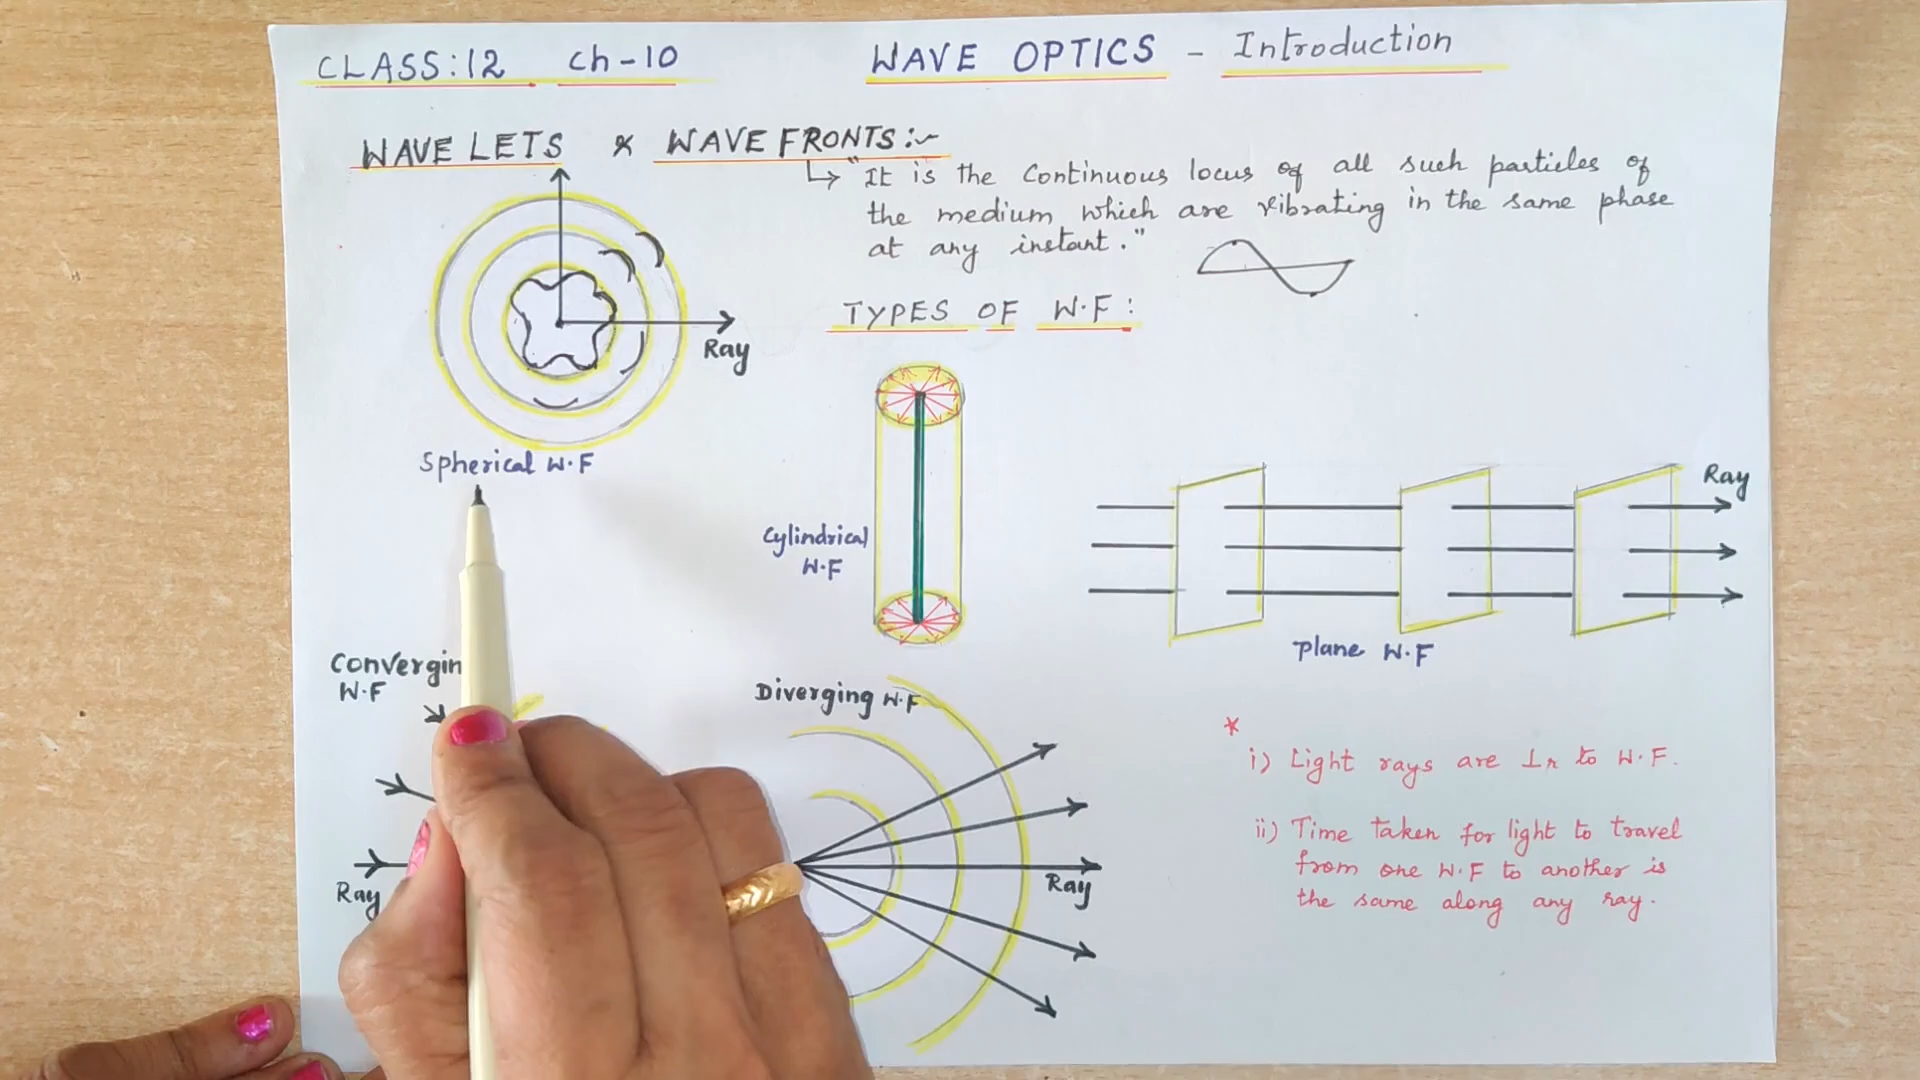 CLASS:12 Ch-10 WAVE OPTICS - Introduction
WAVE LETS & WAVE FRONTS:-
"It is the Continuous locus of all such particles of
the medium which are vibrating in the same phase
at any instant."
TYPES OF W.F:
Ray
Spherical W.F
Cylindrical
W.F
Ray
Plane W.F
W.F
Diverging W.F
Ray
Ray
*
i) Light rays are ⊥r to W.F.
ii) Time taken for light to travel
from one W.F to another is
the same along any ray.